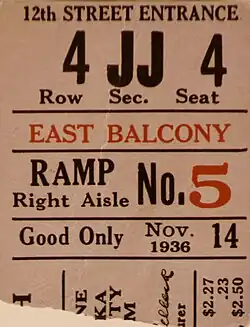 12th STREET ENTRANCE
4 JJ 4
Row Sec. Seat
EAST BALCONY
RAMP No. 5
Right Aisle
Good Only Nov. 14
1936
$2.27
.23
$2.50